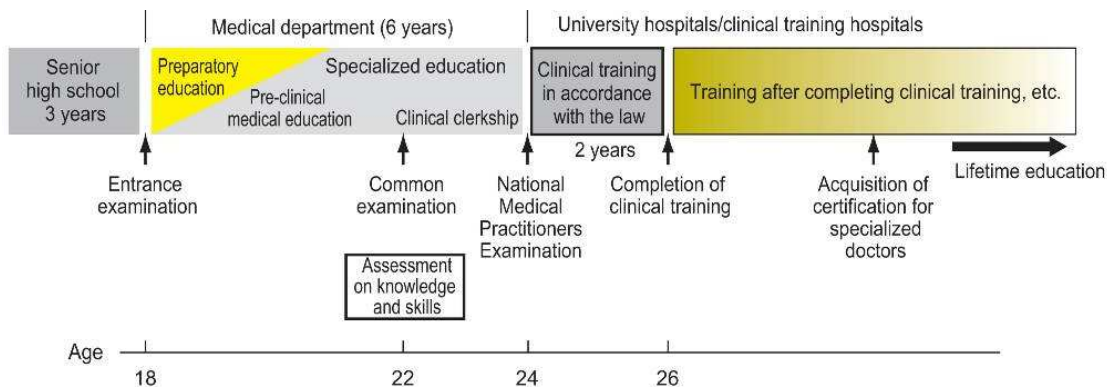 Medical department (6 years)
University hospitals/clinical training hospitals
Senior
high school
3 years
Preparatory
education
Specialized education
Pre-clinical
medical education
Clinical clerkship
Clinical training
in accordance
with the law
2 years
Training after completing clinical training, etc.
Lifetime education
Entrance
examination
Common
examination
National
Medical
Practitioners
Examination
Completion of
clinical training
Acquisition of
certification for
specialized
doctors
Assessment
on knowledge
and skills
Age
18
22
24
26